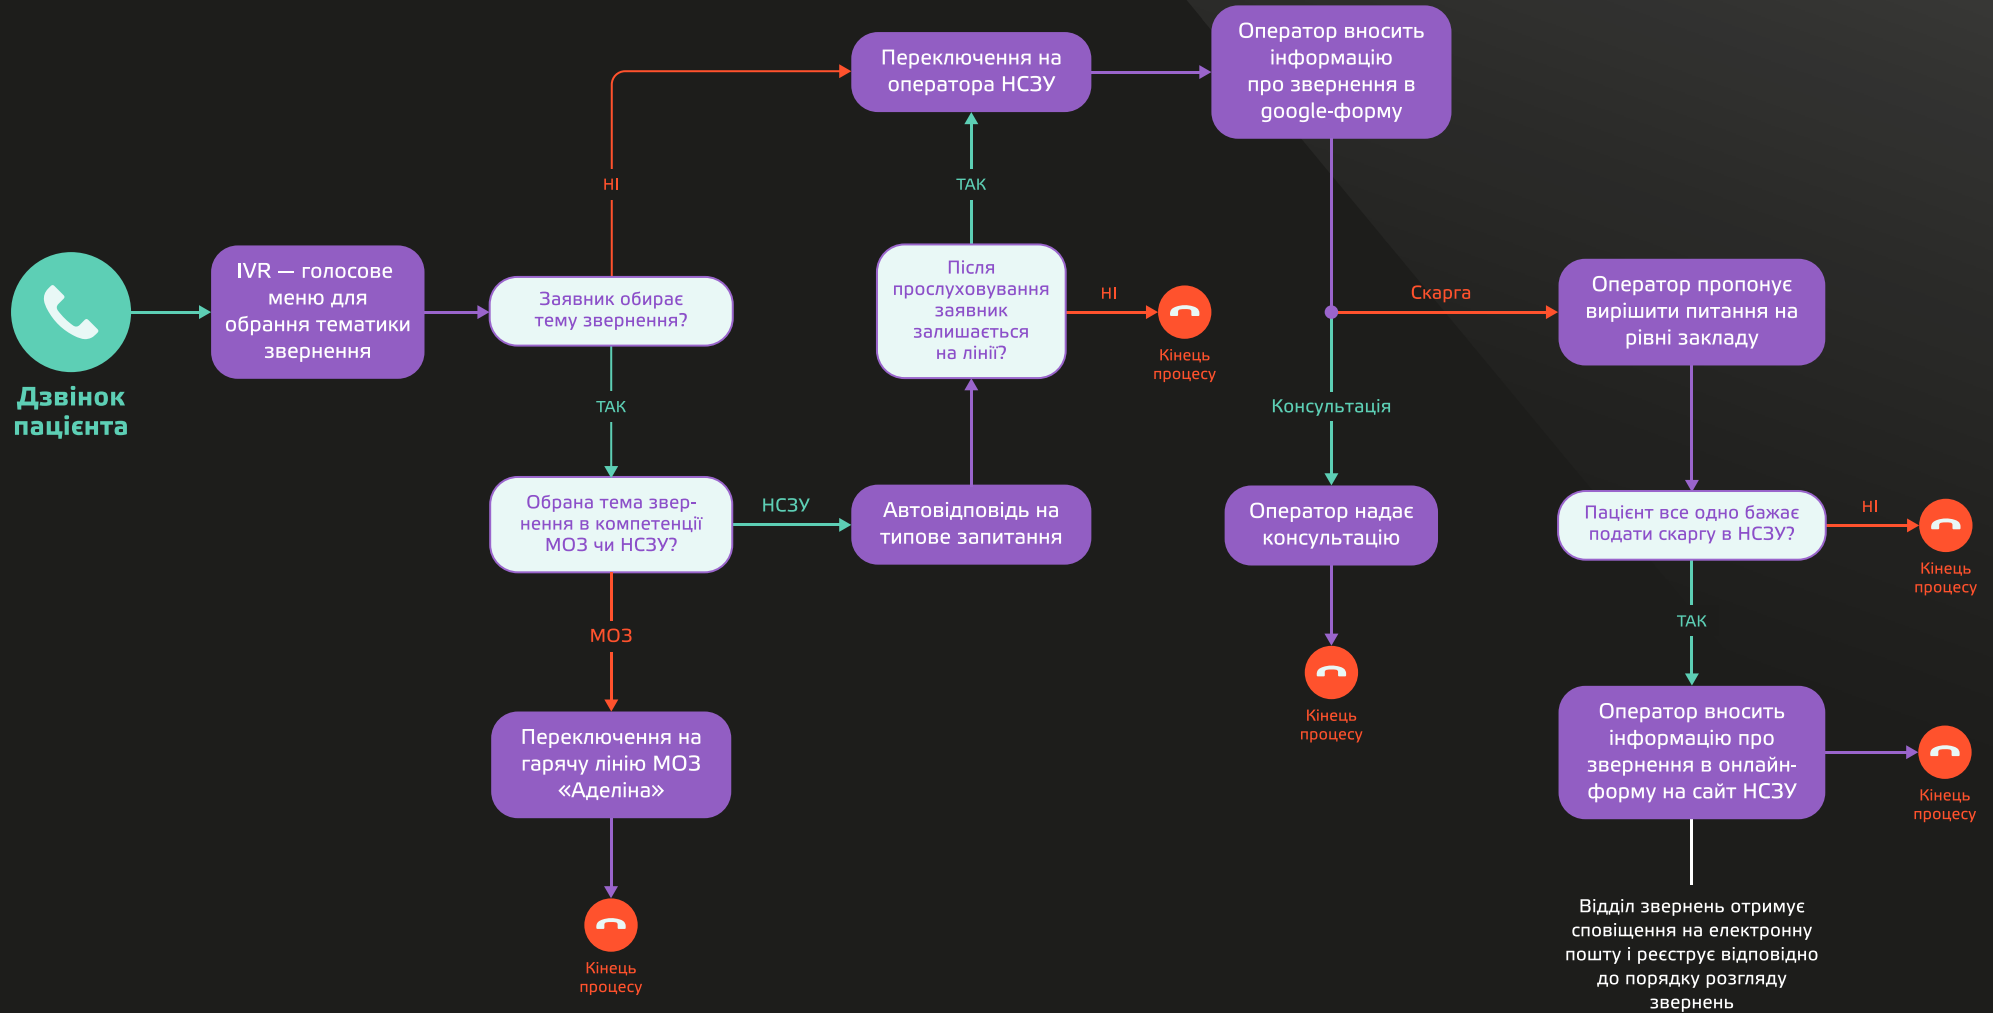 Дзвінок
пацієнта
IVR — голосове
меню для
обрання тематики
звернення
Заявник обирає
тему звернення?
НІ
ТАК
Обрана тема звер-
нення в компетенції
МОЗ чи НСЗУ?
МОЗ
Переключення на
гарячу лінію МОЗ
«Аделіна»
Кінець
процесу
НСЗУ
Автовідповідь на
типове запитання
Після
прослуховування
заявник
залишається
на лінії?
НІ
Кінець
процесу
ТАК
Переключення на
оператора НСЗУ
Оператор вносить
інформацію
про звернення в
google-форму
Консультація
Оператор надає
консультацію
Кінець
процесу
Скарга
Оператор пропонує
вирішити питання на
рівні закладу
Пацієнт все одно бажає
подати скаргу в НСЗУ?
НІ
Кінець
процесу
ТАК
Оператор вносить
інформацію про
звернення в онлайн-
форму на сайт НСЗУ
Кінець
процесу
Відділ звернень отримує
сповіщення на електронну
пошту і реєструє відповідно
до порядку розгляду
звернень